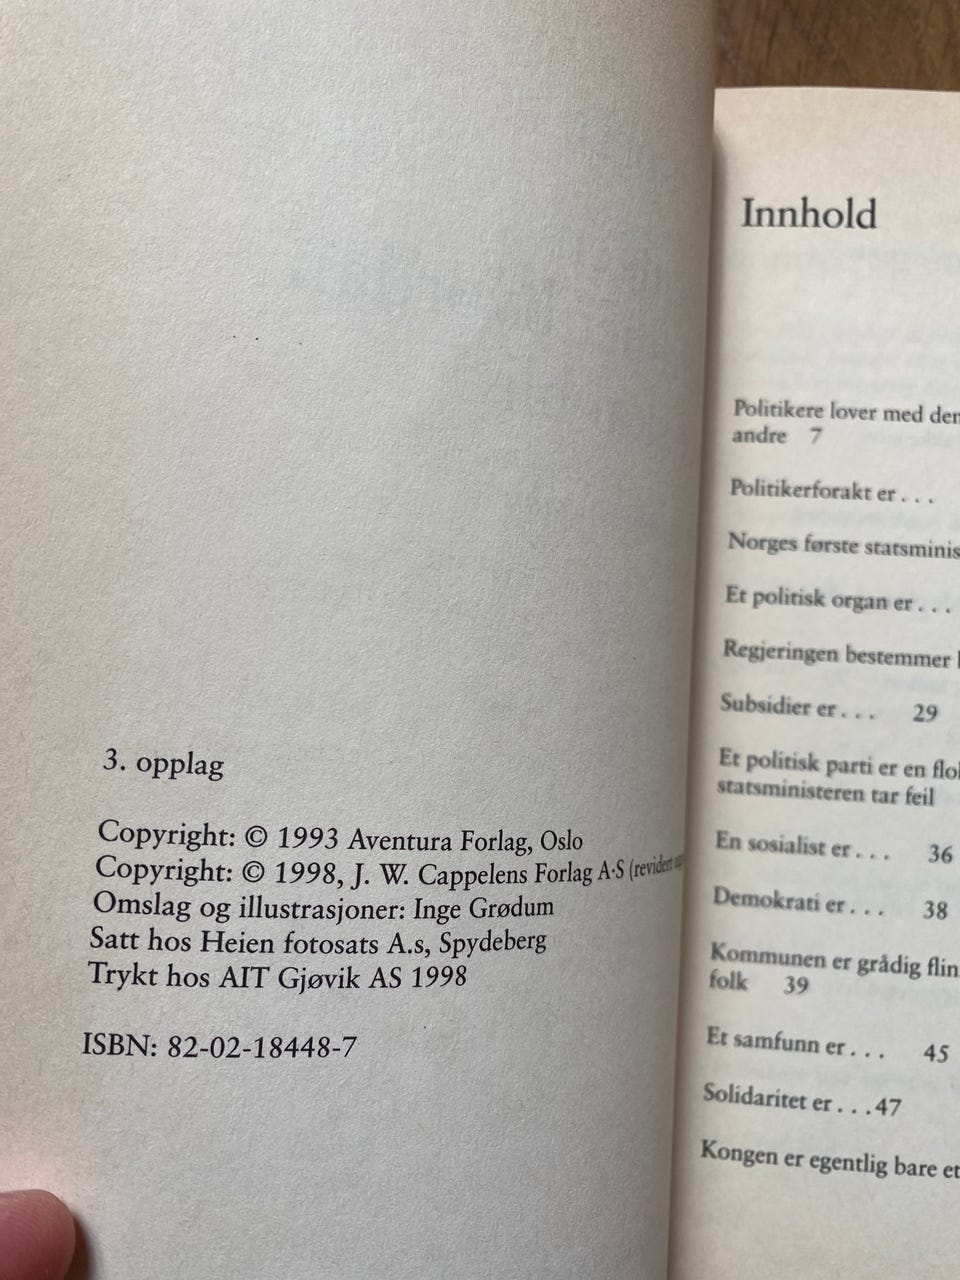 3. opplag
Copyright: © 1993 Aventura Forlag, Oslo
Copyright: © 1998, J. W. Cappelens Forlag A·S (revidert
Omslag og illustrasjoner: Inge Grødum
Satt hos Heien fotosats A.s, Spydeberg
Trykt hos AIT Gjøvik AS 1998
ISBN: 82-02-18448-7
Innhold
Politikere lover med den
andre 7
Politikerforakt er . . .
Norges første statsminis
Et politisk organ er . . .
Regjeringen bestemmer
Subsidier er . . . 29
Et politisk parti er en flo
statsministeren tar feil
En sosialist er . . . 36
Demokrati er . . . 38
Kommunen er grådig flin
folk 39
Et samfunn er . . . 45
Solidaritet er . . . 47
Kongen er egentlig bare et